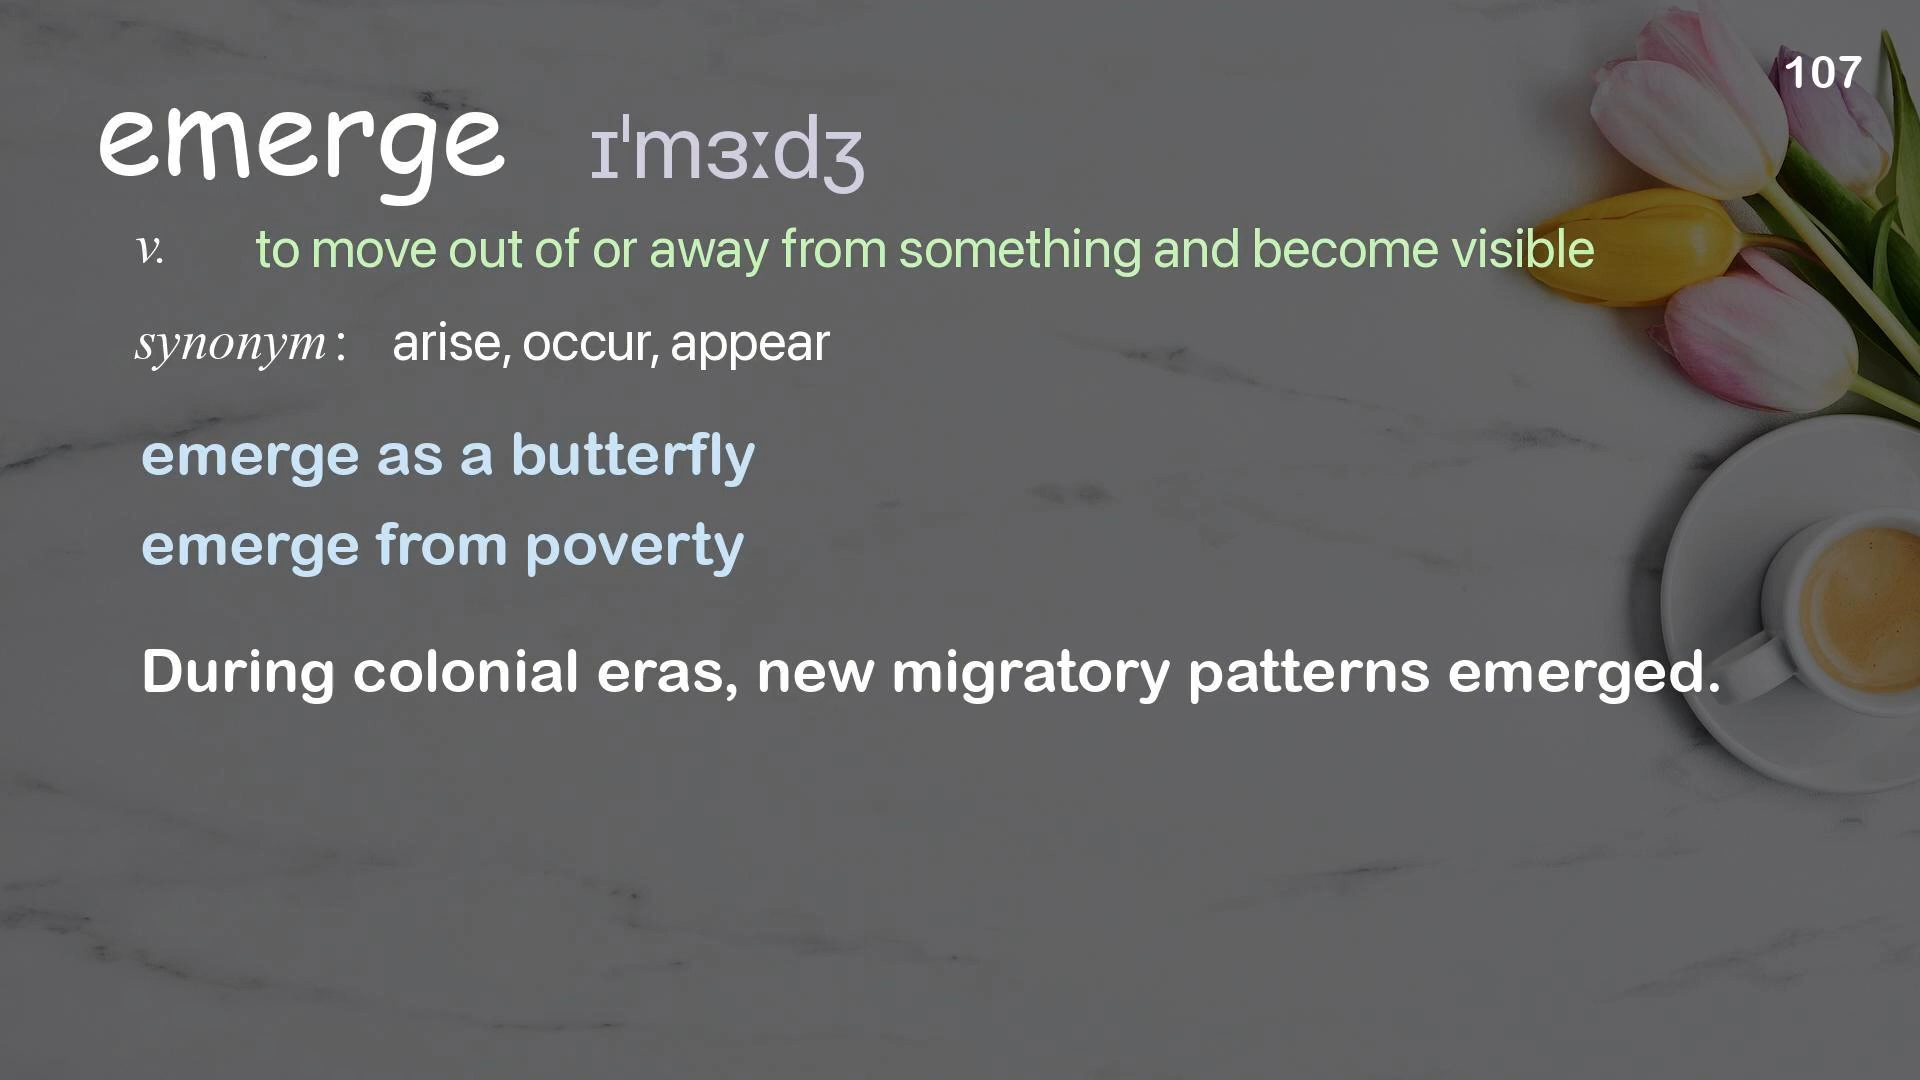 107
emerge ɪˈmɜːdʒ
v. to move out of or away from something and become visible
synonym: arise, occur, appear
emerge as a butterfly
emerge from poverty
During colonial eras, new migratory patterns emerged.